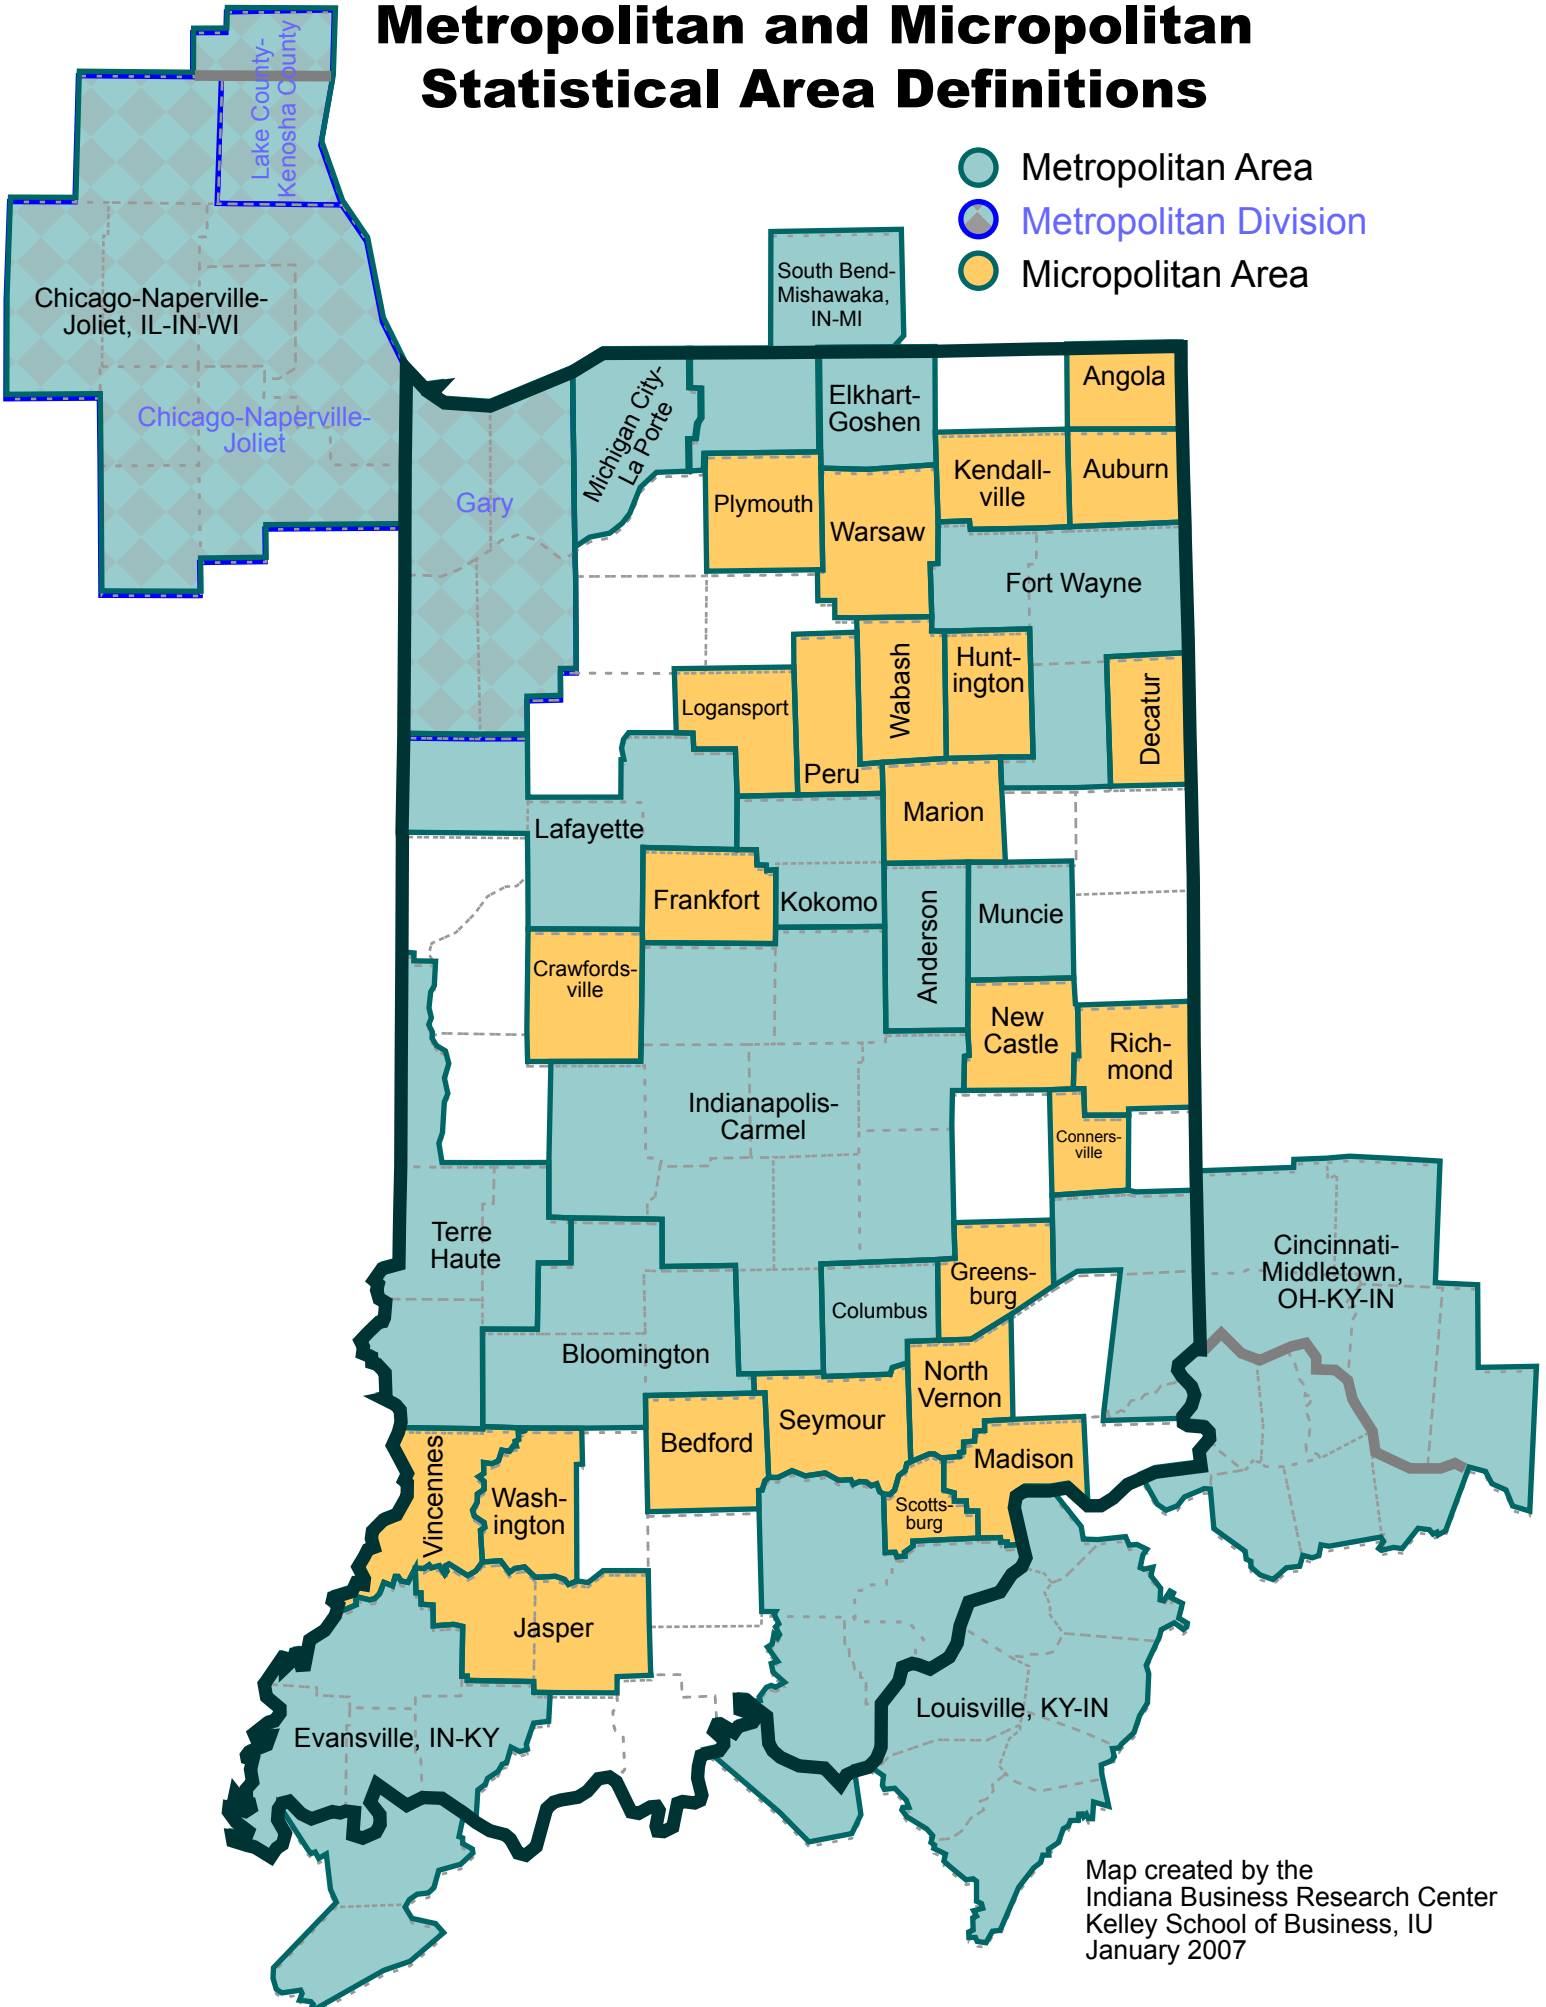 Metropolitan and Micropolitan
Statistical Area Definitions
Metropolitan Area
Metropolitan Division
Micropolitan Area
Lake County-
Kenosha County
Chicago-Naperville-
Joliet, IL-IN-WI
Chicago-Naperville-
Joliet
Gary
Michigan City-
La Porte
South Bend-
Mishawaka,
IN-MI
Elkhart-
Goshen
Angola
Plymouth
Warsaw
Kendall-
ville
Auburn
Fort Wayne
Logansport
Peru
Wabash
Hunt-
ington
Decatur
Marion
Lafayette
Frankfort
Kokomo
Anderson
Muncie
Crawfords-
ville
New
Castle
Rich-
mond
Indianapolis-
Carmel
Conners-
ville
Terre
Haute
Greens-
burg
Columbus
Cincinnati-
Middletown,
OH-KY-IN
Bloomington
North
Vernon
Seymour
Bedford
Madison
Vincennes
Wash-
ington
Scotts-
burg
Jasper
Evansville, IN-KY
Louisville, KY-IN
Map created by the
Indiana Business Research Center
Kelley School of Business, IU
January 2007